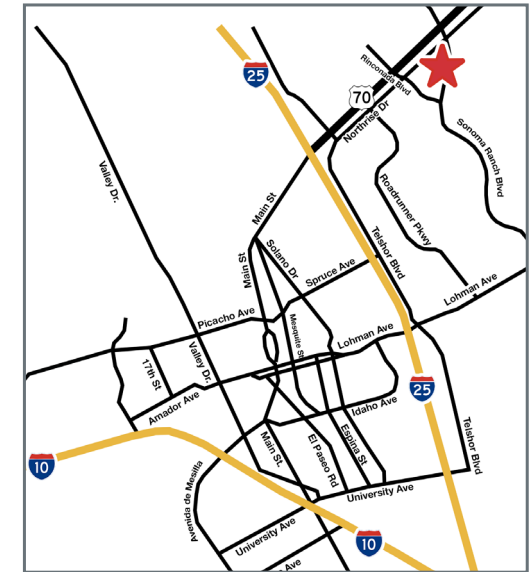 Rinconada Blvd
25
70
Northrise Dr
Sonoma Ranch Blvd
Valley Dr.
Roadrunner Pkwy
Main St
Telshor Blvd
Solano Dr
Main St
Spruce Ave
Lohman Ave
Picacho Ave
Mesquite St
Lohman Ave
Valley Dr.
17th St
25
Amador Ave
Idaho Ave
Main St.
El Paseo Rd
Espina St
Telshor Blvd
10
Avenida de Mesilla
University Ave
University Ave
10
Ave